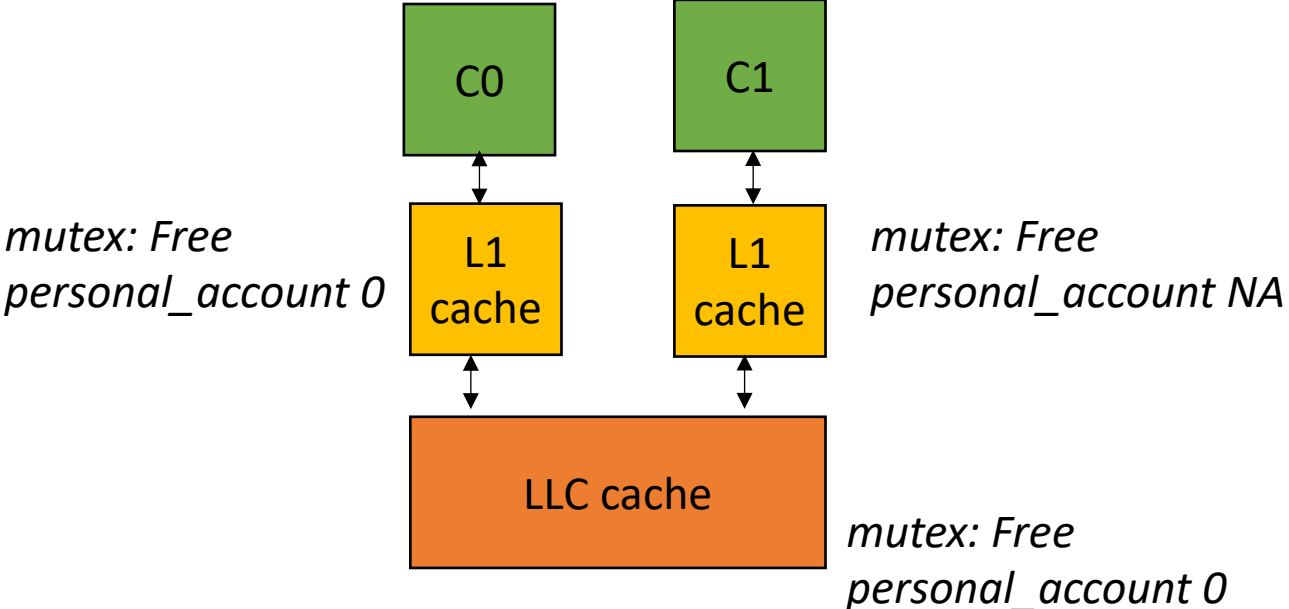 C0
C1
mutex: Free
personal_account 0
L1
cache
L1
cache
mutex: Free
personal_account NA
LLC cache
mutex: Free
personal_account 0